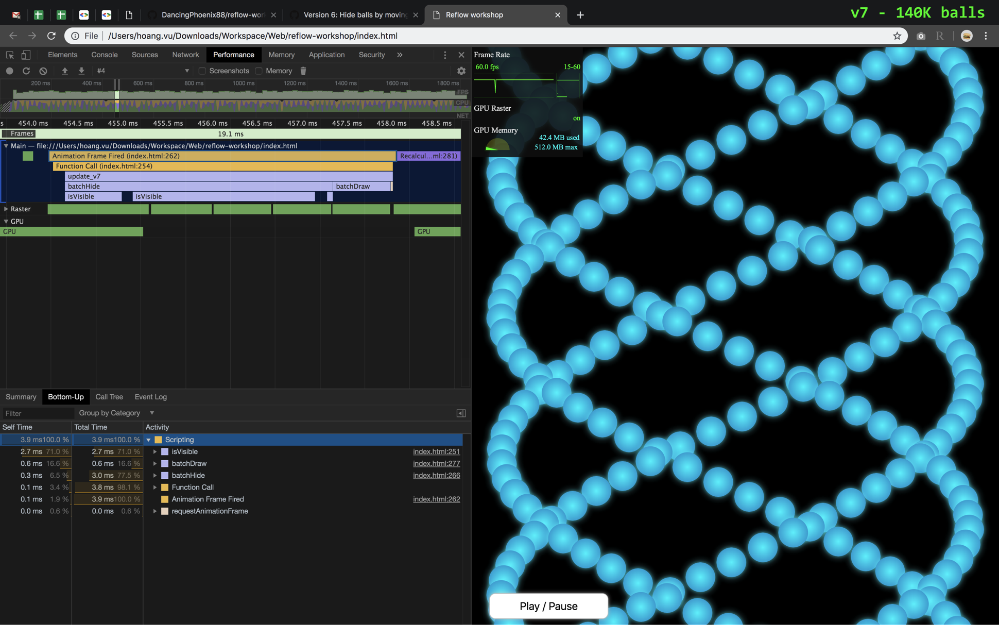 DancingPhoenix88/reflow-wor
Version 6: Hide balls by moving
Reflow workshop
v7 - 140K balls
File
/Users/hoang.vu/Downloads/Workspace/Web/reflow-workshop/index.html
R
Elements Console Sources Network Performance Memory Application Security »
#4 Screenshots Memory
200 ms 400 ms 600 ms 800 ms 1000 ms 1200 ms 1400 ms 1600 ms 1800 ms
FPS
CPU
NET
s 454.0 ms 454.5 ms 455.0 ms 455.5 ms 456.0 ms 456.5 ms 457.0 ms 457.5 ms 458.0 ms 458.5 ms
Frames 19.1 ms
Main — file:///Users/hoang.vu/Downloads/Workspace/Web/reflow-workshop/index.html
Animation Frame Fired (index.html:262) Recalcul...ml:281)
Function Call (index.html:254)
update_v7
batchHide batchDraw
isVisible isVisible
Raster
GPU
GPU GPU
Summary Bottom-Up Call Tree Event Log
Filter Group by Category
Self Time Total Time Activity
3.9 ms 100.0 % 3.9 ms 100.0 % Scripting
2.7 ms 71.0 % 2.7 ms 71.0 % isVisible index.html:251
0.6 ms 16.6 % 0.6 ms 16.6 % batchDraw index.html:277
0.3 ms 6.5 % 3.0 ms 77.5 % batchHide index.html:266
0.1 ms 3.4 % 3.8 ms 98.1 % Function Call
0.1 ms 1.9 % 3.9 ms 100.0 % Animation Frame Fired index.html:262
0.0 ms 0.6 % 0.0 ms 0.6 % requestAnimationFrame
Frame Rate
60.0 fps 15-60
GPU Raster
on
GPU Memory
42.4 MB used
512.0 MB max
Play / Pause